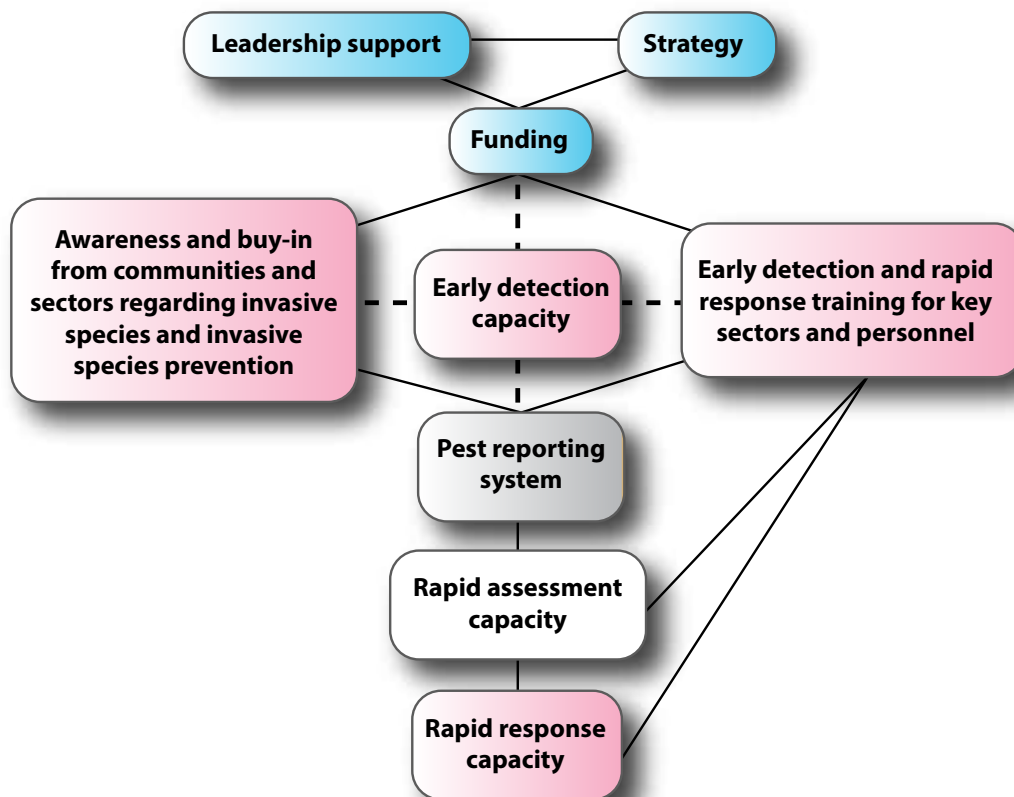 Leadership support
Strategy
Funding
Awareness and buy-in
from communities and
sectors regarding invasive
species and invasive
species prevention
Early detection
capacity
Early detection and rapid
response training for key
sectors and personnel
Pest reporting
system
Rapid assessment
capacity
Rapid response
capacity